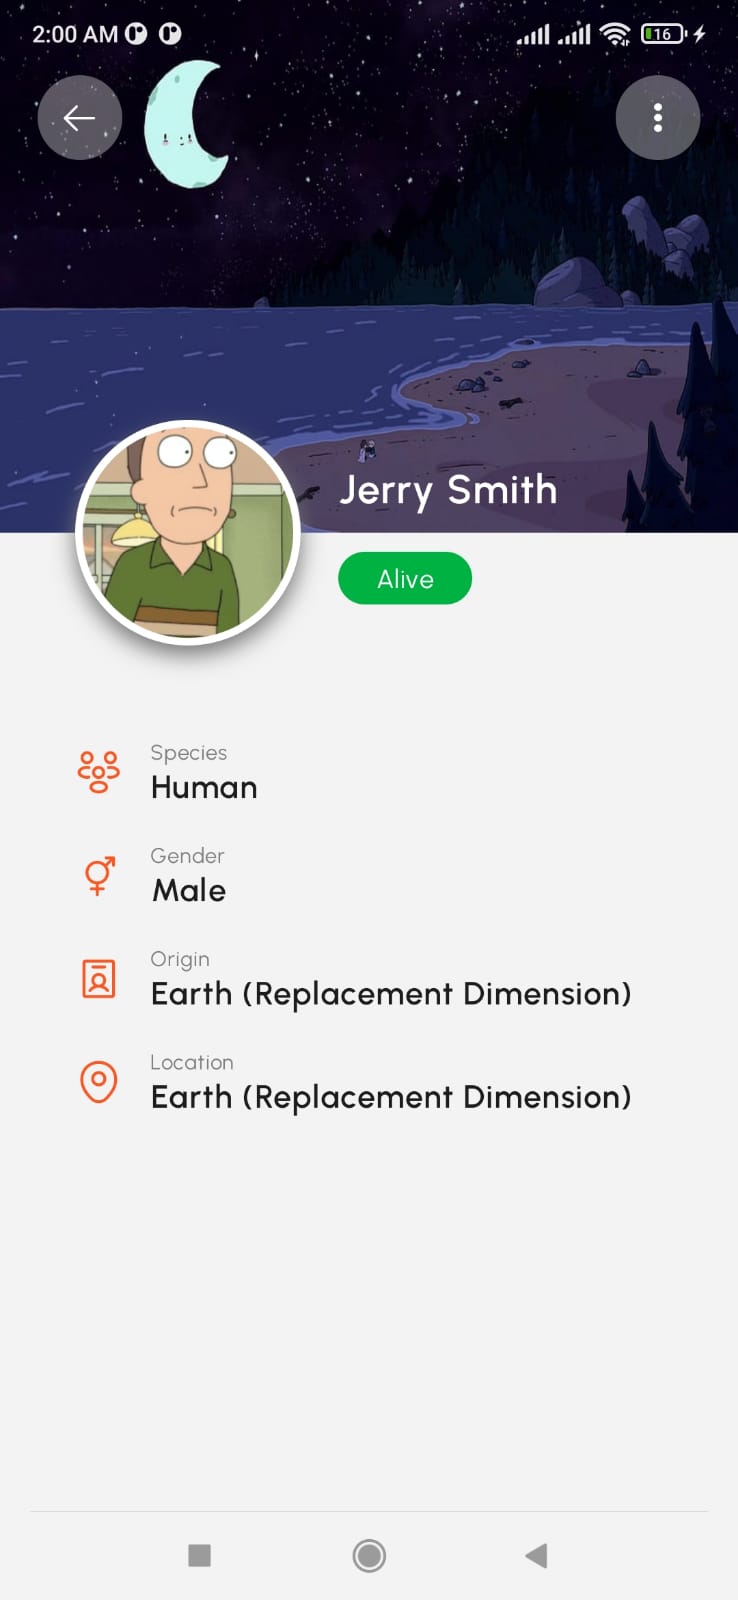 2:00 AM
16
Jerry Smith
Alive
Species
Human
Gender
Male
Origin
Earth (Replacement Dimension)
Location
Earth (Replacement Dimension)